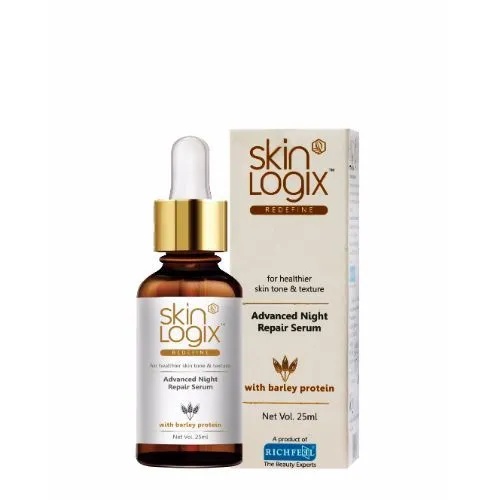 skin
LOGIX™
REDEFINE
for healthier skin tone & texture
Advanced Night
Repair Serum
with barley protein
Net Vol. 25ml
skin
LOGIX™
REDEFINE
for healthier
skin tone & texture
Advanced Night
Repair Serum
with barley protein
Net Vol. 25ml
A product of
RICHFEEL
The Beauty Experts